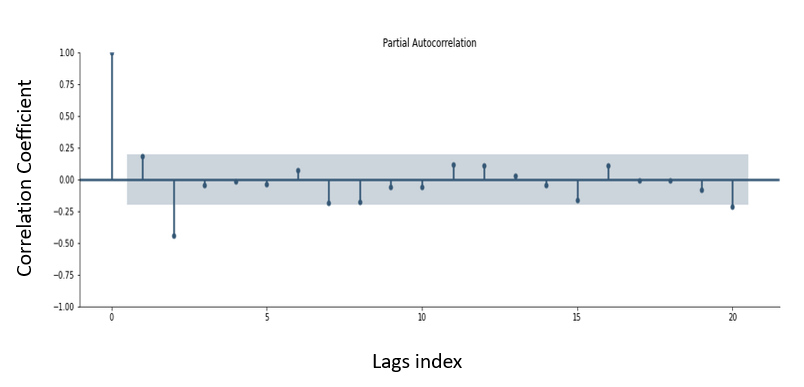 Partial Autocorrelation
Correlation Coefficient
1.00
0.75
0.50
0.25
0.00
−0.25
−0.50
−0.75
−1.00
0 5 10 15 20
Lags index